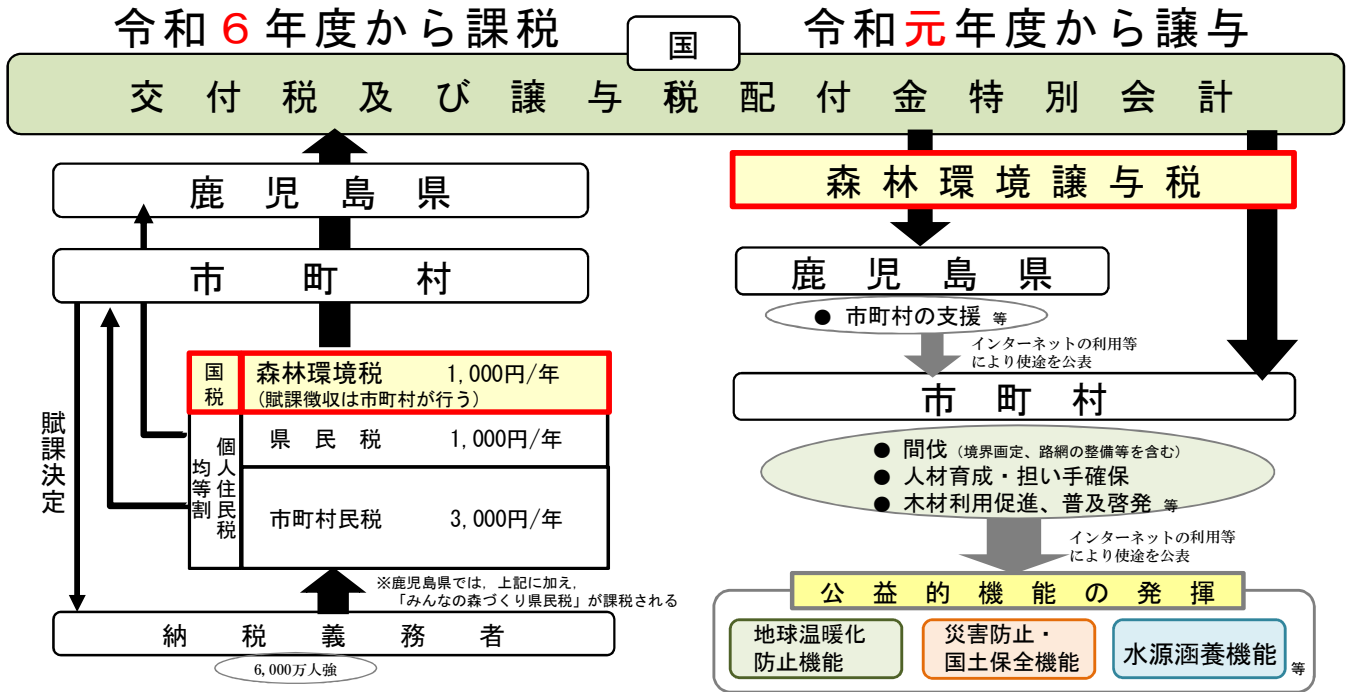 令和６年度から課税
令和元年度から譲与
国
交付税及び譲与税配付金特別会計
鹿児島県
市町村
国税
森林環境税 1,000円/年
(賦課徴収は市町村が行う)
個人住民税
均等割
県民税 1,000円/年
市町村民税 3,000円/年
賦課決定
※鹿児島県では，上記に加え，
「みんなの森づくり県民税」が課税される
納税義務者
6,000万人強
森林環境譲与税
鹿児島県
● 市町村の支援 等
インターネットの利用等
により使途を公表
市町村
● 間伐（境界画定、路網の整備等を含む）
● 人材育成・担い手確保
● 木材利用促進、普及啓発 等
インターネットの利用等
により使途を公表
公益的機能の発揮
地球温暖化
防止機能
災害防止・
国土保全機能
水源涵養機能 等